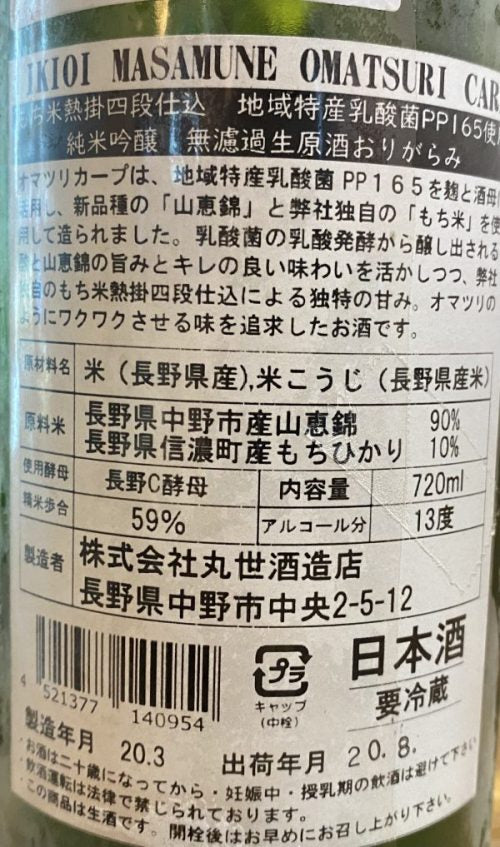 IKIOI MASAMUNE OMATSURI CAR
もち米熱掛四段仕込 地域特産乳酸菌PP165使
純米吟醸 無濾過生原酒おりがらみ
オマツリカープは、地域特産乳酸菌 PP165を麹と酒母
活用し、新品種の「山恵錦」と弊社独自の「もち米」を使
用して造られました。乳酸菌の乳酸発酵から醸し出される
酸と山恵錦の旨みとキレの良い味わいを活かしつつ、弊社
独自のもち米熱掛四段仕込による独特の甘み。オマツリの
ようにワクワクさせる味を追求したお酒です。
原材料名 米(長野県産),米こうじ(長野県産米)
原料米 長野県中野市産山恵錦 90%
長野県信濃町産もちひかり 10%
使用酵母 長野C酵母 内容量 720ml
精米歩合 59% アルコール分 13度
製造者 株式会社丸世酒造店
長野県中野市中央2-5-12
4 521377 140954
プラ
キャップ
(中栓)
日本酒
要冷蔵
製造年月 20.3 出荷年月 20.8.
・お酒は二十歳になってから・妊娠中・授乳期の飲酒は避けて下さい
・飲酒運転は法律で禁じられております。
・この商品は生酒です。開栓後はお早めにお召し上がり下さい。